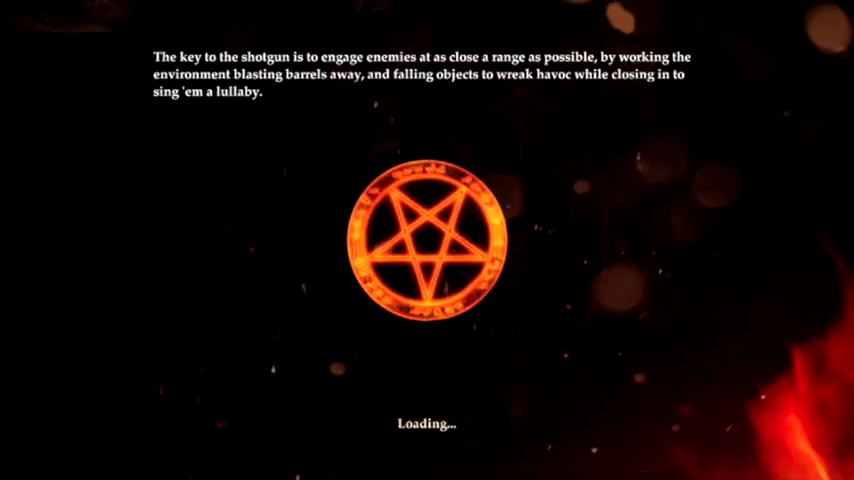 The key to the shotgun is to engage enemies at as close a range as possible, by working the
environment blasting barrels away, and falling objects to wreak havoc while closing in to
sing 'em a lullaby.
Loading...